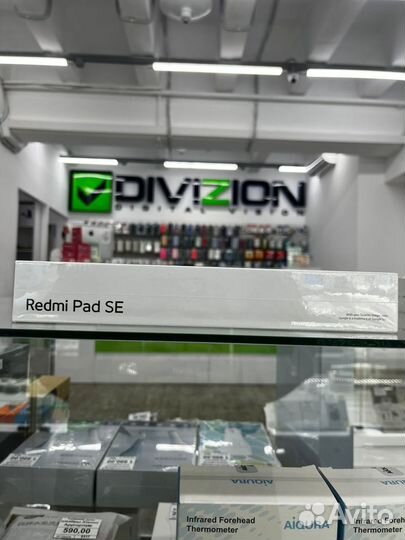 DIVIZION
DIGITAL VISION
Redmi Pad SE
590,00
Infrared Forehead
Thermometer
AIQURA
AIQURA
Infrared Forehead
Thermometer
Avito